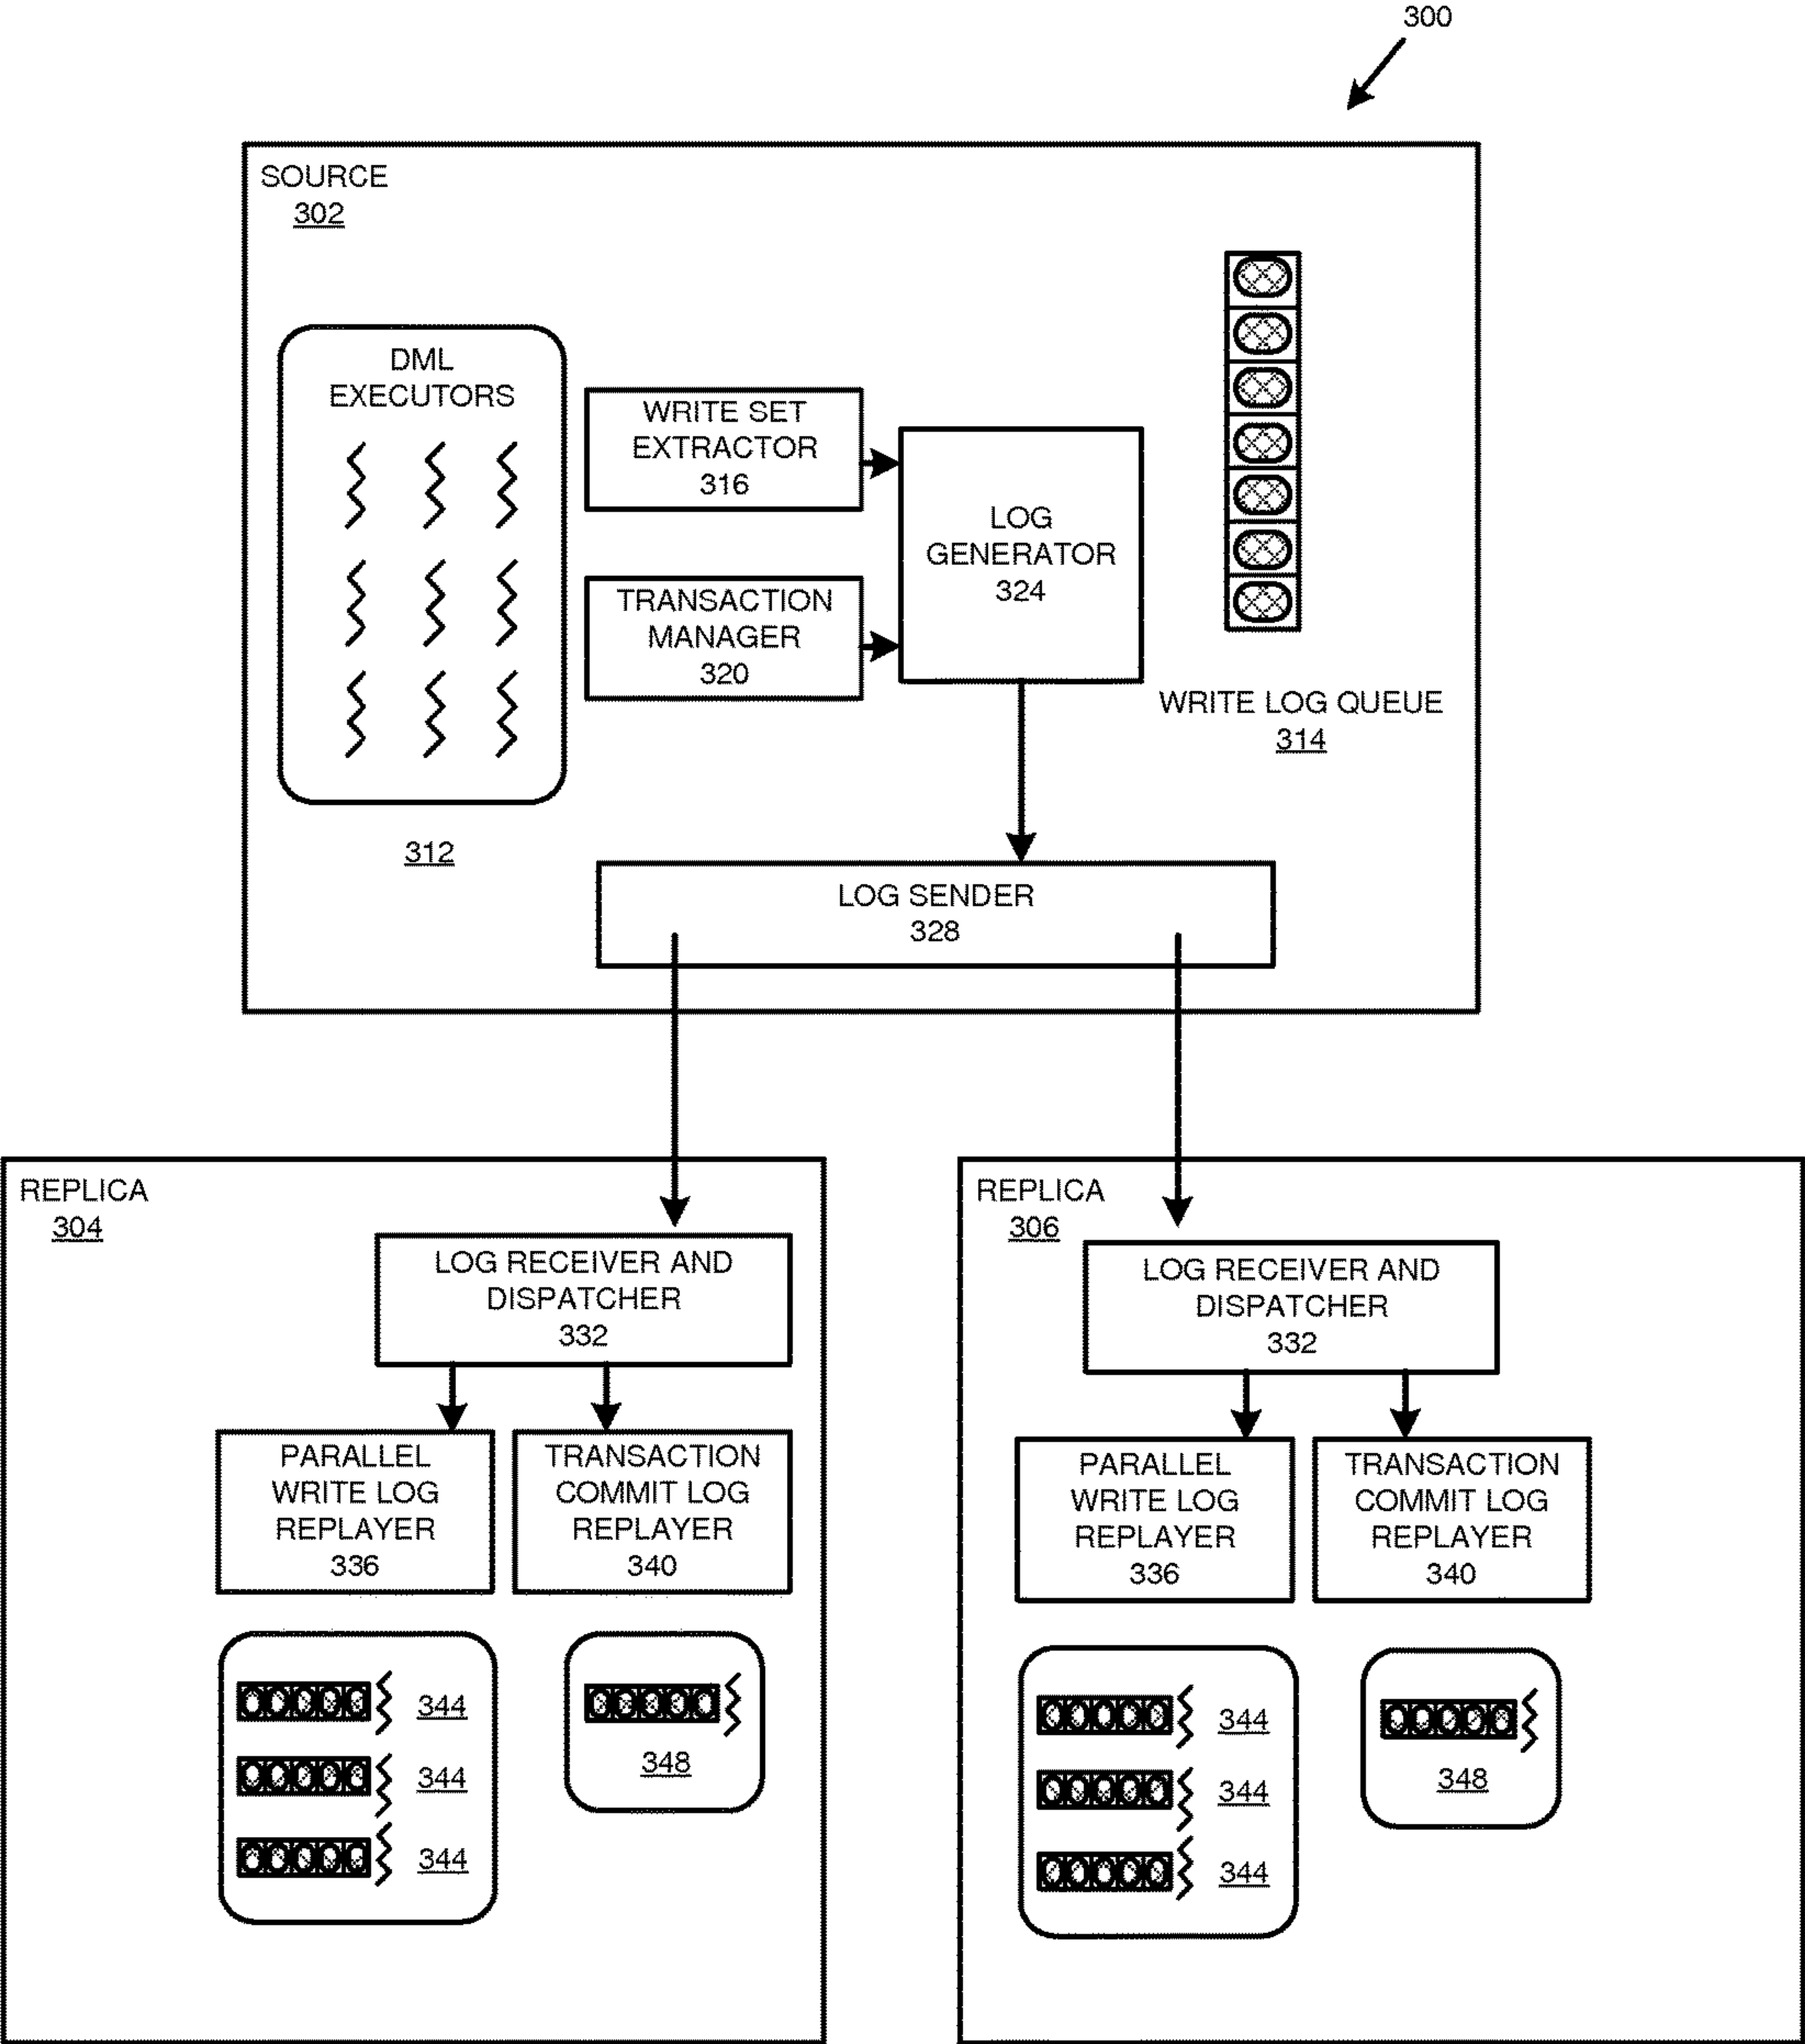 300
SOURCE
302
DML
EXECUTORS
312
WRITE SET
EXTRACTOR
316
TRANSACTION
MANAGER
320
LOG
GENERATOR
324
WRITE LOG QUEUE
314
LOG SENDER
328
REPLICA
304
LOG RECEIVER AND
DISPATCHER
332
PARALLEL
WRITE LOG
REPLAYER
336
TRANSACTION
COMMIT LOG
REPLAYER
340
344
344
344
348
REPLICA
306
LOG RECEIVER AND
DISPATCHER
332
PARALLEL
WRITE LOG
REPLAYER
336
TRANSACTION
COMMIT LOG
REPLAYER
340
344
344
344
348